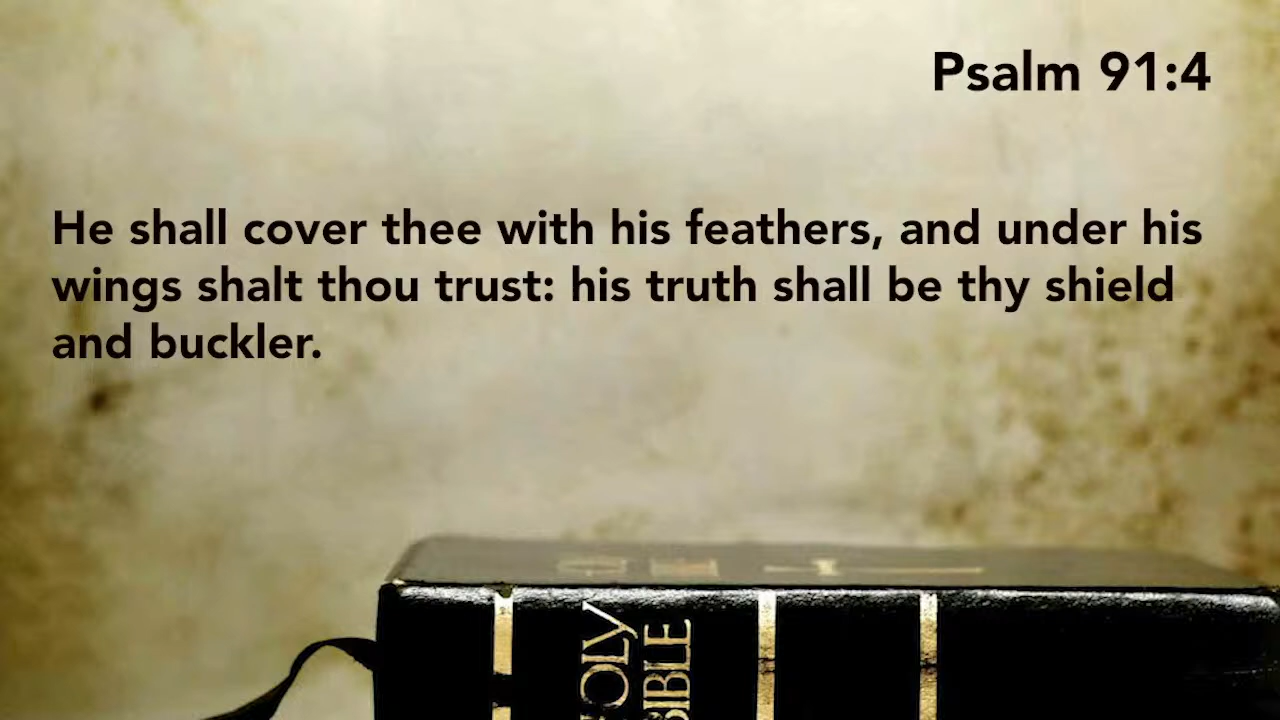 Psalm 91:4
He shall cover thee with his feathers, and under his
wings shalt thou trust: his truth shall be thy shield
and buckler.
HOLY
BIBLE